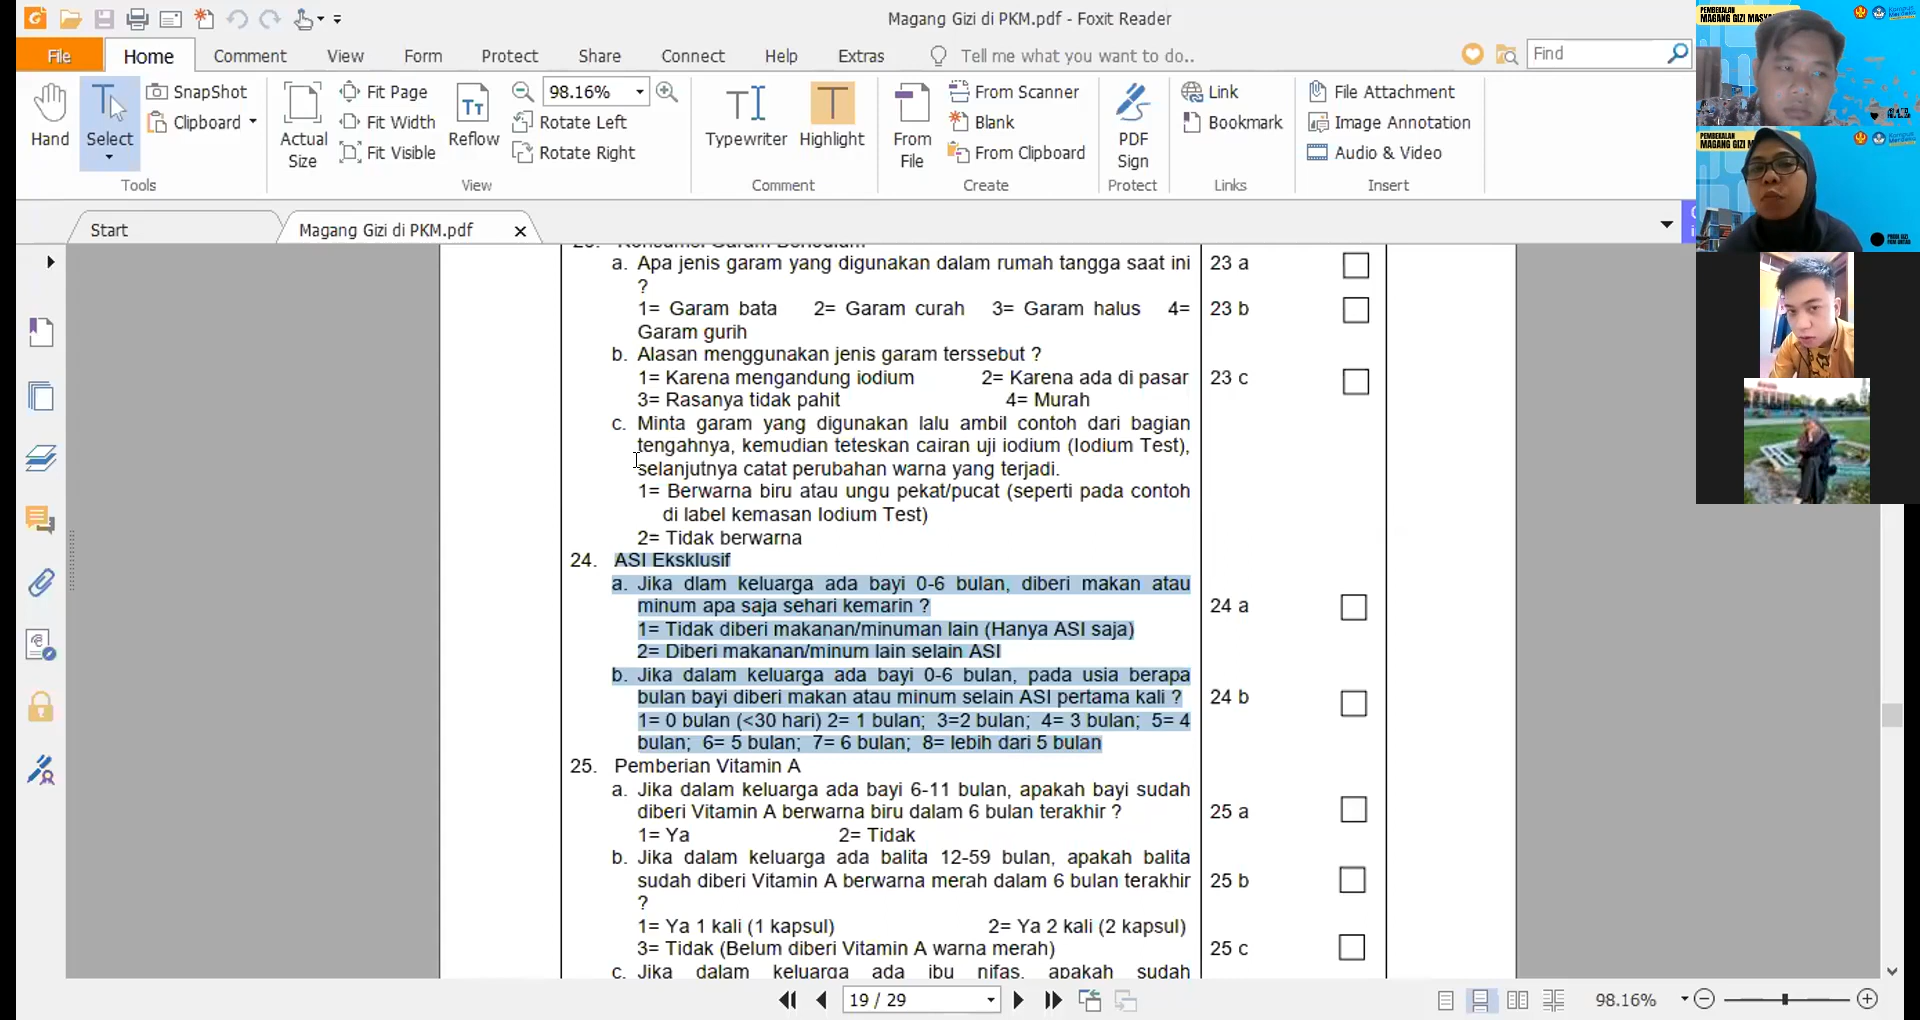 Magang Gizi di PKM.pdf - Foxit Reader
File Home Comment View Form Protect Share Connect Help Extras Tell me what you want to do.. Find
Hand
Select
SnapShot
Clipboard
Tools
Actual Size
Fit Page
Fit Width
Fit Visible
Reflow
98.16%
Rotate Left
Rotate Right
View
Typewriter
Highlight
Comment
From File
From Scanner
Blank
From Clipboard
Create
PDF Sign
Protect
Link
Bookmark
Links
File Attachment
Image Annotation
Audio & Video
Insert
PEMBEKALAN
PEMBEKALAN
Start
Magang Gizi di PKM.pdf
a. Apa jenis garam yang digunakan dalam rumah tangga saat ini 23 a
?
1= Garam bata 2= Garam curah 3= Garam halus 4= 23 b
Garam gurih
b. Alasan menggunakan jenis garam terssebut ?
1= Karena mengandung iodium 2= Karena ada di pasar 23 c
3= Rasanya tidak pahit 4= Murah
c. Minta garam yang digunakan lalu ambil contoh dari bagian
tengahnya, kemudian teteskan cairan uji iodium (Iodium Test),
selanjutnya catat perubahan warna yang terjadi.
1= Berwarna biru atau ungu pekat/pucat (seperti pada contoh
di label kemasan Iodium Test)
2= Tidak berwarna
24. ASI Eksklusif
a. Jika dlam keluarga ada bayi 0-6 bulan, diberi makan atau
minum apa saja sehari kemarin ? 24 a
1= Tidak diberi makanan/minuman lain (Hanya ASI saja)
2= Diberi makanan/minum lain selain ASI
b. Jika dalam keluarga ada bayi 0-6 bulan, pada usia berapa
bulan bayi diberi makan atau minum selain ASI pertama kali ? 24 b
1= 0 bulan (<30 hari) 2= 1 bulan; 3=2 bulan; 4= 3 bulan; 5= 4
bulan; 6= 5 bulan; 7= 6 bulan; 8= lebih dari 5 bulan
25. Pemberian Vitamin A
a. Jika dalam keluarga ada bayi 6-11 bulan, apakah bayi sudah
diberi Vitamin A berwarna biru dalam 6 bulan terakhir ? 25 a
1= Ya 2= Tidak
b. Jika dalam keluarga ada balita 12-59 bulan, apakah balita
sudah diberi Vitamin A berwarna merah dalam 6 bulan terakhir 25 b
?
1= Ya 1 kali (1 kapsul) 2= Ya 2 kali (2 kapsul)
3= Tidak (Belum diberi Vitamin A warna merah) 25 c
c. Jika dalam keluarga ada ibu nifas, apakah sudah
19 / 29
98.16%